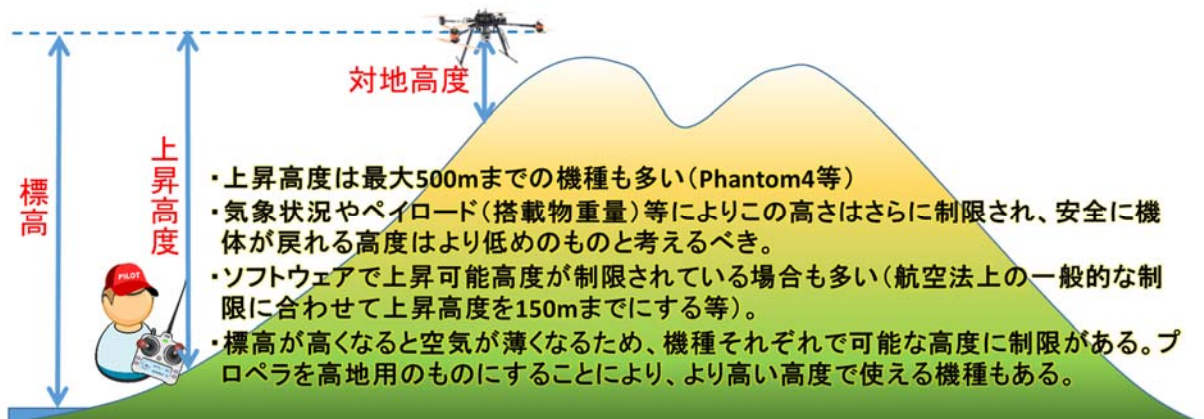 対地高度
標高
上昇高度
PILOT
・上昇高度は最大500mまでの機種も多い(Phantom4等)
・気象状況やペイロード(搭載物重量)等によりこの高さはさらに制限され、安全に機
体が戻れる高度はより低めのものと考えるべき。
・ソフトウェアで上昇可能高度が制限されている場合も多い(航空法上の一般的な制
限に合わせて上昇高度を150mまでにする等)。
・標高が高くなると空気が薄くなるため、機種それぞれで可能な高度に制限がある。プ
ロペラを高地用のものにすることにより、より高い高度で使える機種もある。